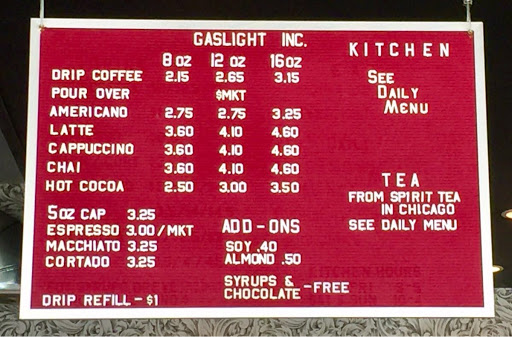 GASLIGHT INC.
8 OZ 12 OZ 16 OZ
DRIP COFFEE 2.15 2.65 3.15
POUR OVER $MKT
AMERICANO 2.75 2.75 3.25
LATTE 3.60 4.10 4.60
CAPPUCCINO 3.60 4.10 4.60
CHAI 3.60 4.10 4.60
HOT COCOA 2.50 3.00 3.50
5OZ CAP 3.25
ESPRESSO 3.00/MKT
MACCHIATO 3.25
CORTADO 3.25
DRIP REFILL - $1
ADD-ONS
SOY .40
ALMOND .50
SYRUPS &
CHOCOLATE -FREE
KITCHEN
SEE
DAILY
MENU
TEA
FROM SPIRIT TEA
IN CHICAGO
SEE DAILY MENU
KITCHEN HOURS